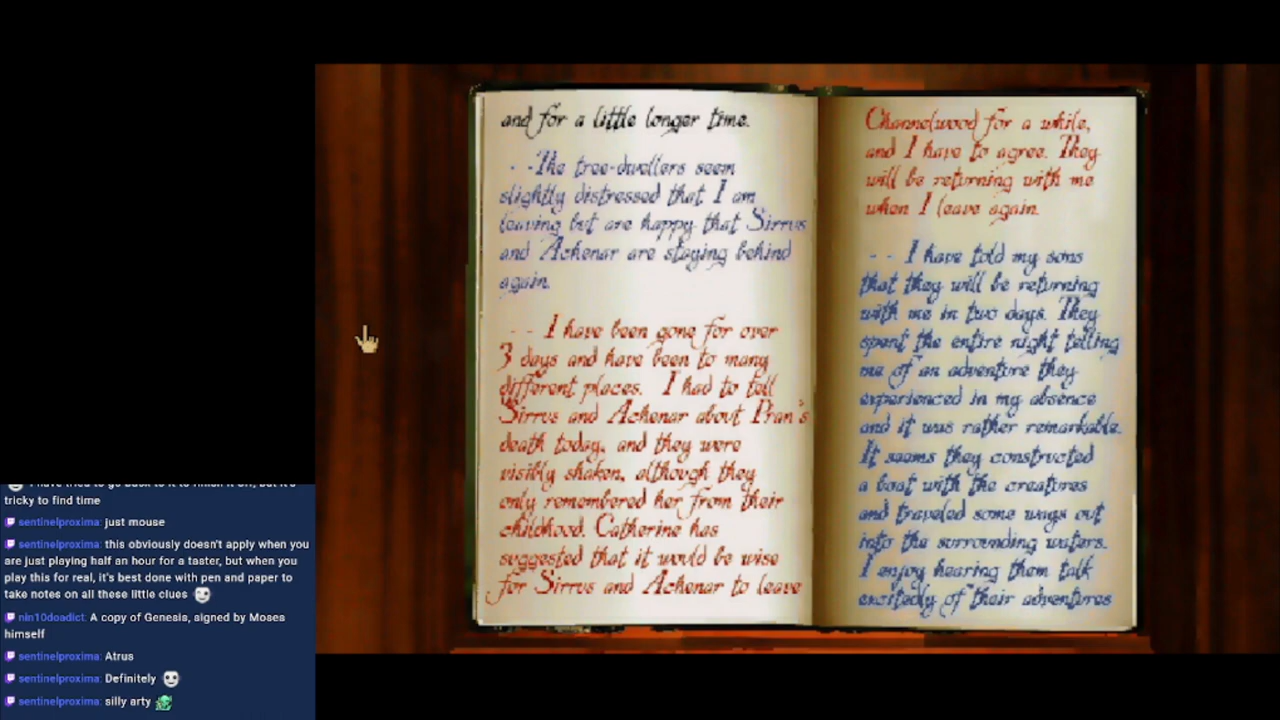 and for a little longer time.
- -The tree-dwellers seem
slightly distressed that I am
leaving but are happy that Sirrus
and Achenar are staying behind
again.
- - I have been gone for over
3 days and have been to many
different places. I had to tell
Sirrus and Achenar about Pran's
death today, and they were
visibly shaken, although they
only remembered her from their
childhood. Catherine has
suggested that it would be wise
for Sirrus and Achenar to leave
Channelwood for a while,
and I have to agree. They
will be returning with me
when I leave again.
- - I have told my sons
that they will be returning
with me in two days. They
spent the entire night telling
me of an adventure they
experienced in my absence
and it was rather remarkable.
It seems they constructed
a boat with the creatures
and traveled some ways out
into the surrounding waters.
I enjoy hearing them talk
excitedly of their adventures
I have tried to go back to it to finish it off, but it's
tricky to find time
sentinelproxima: just mouse
sentinelproxima: this obviously doesn't apply when you
are just playing half an hour for a taster, but when you
play this for real, it's best done with pen and paper to
take notes on all these little clues
nin10doadict: A copy of Genesis, signed by Moses
himself
sentinelproxima: Atrus
sentinelproxima: Definitely
sentinelproxima: silly arty